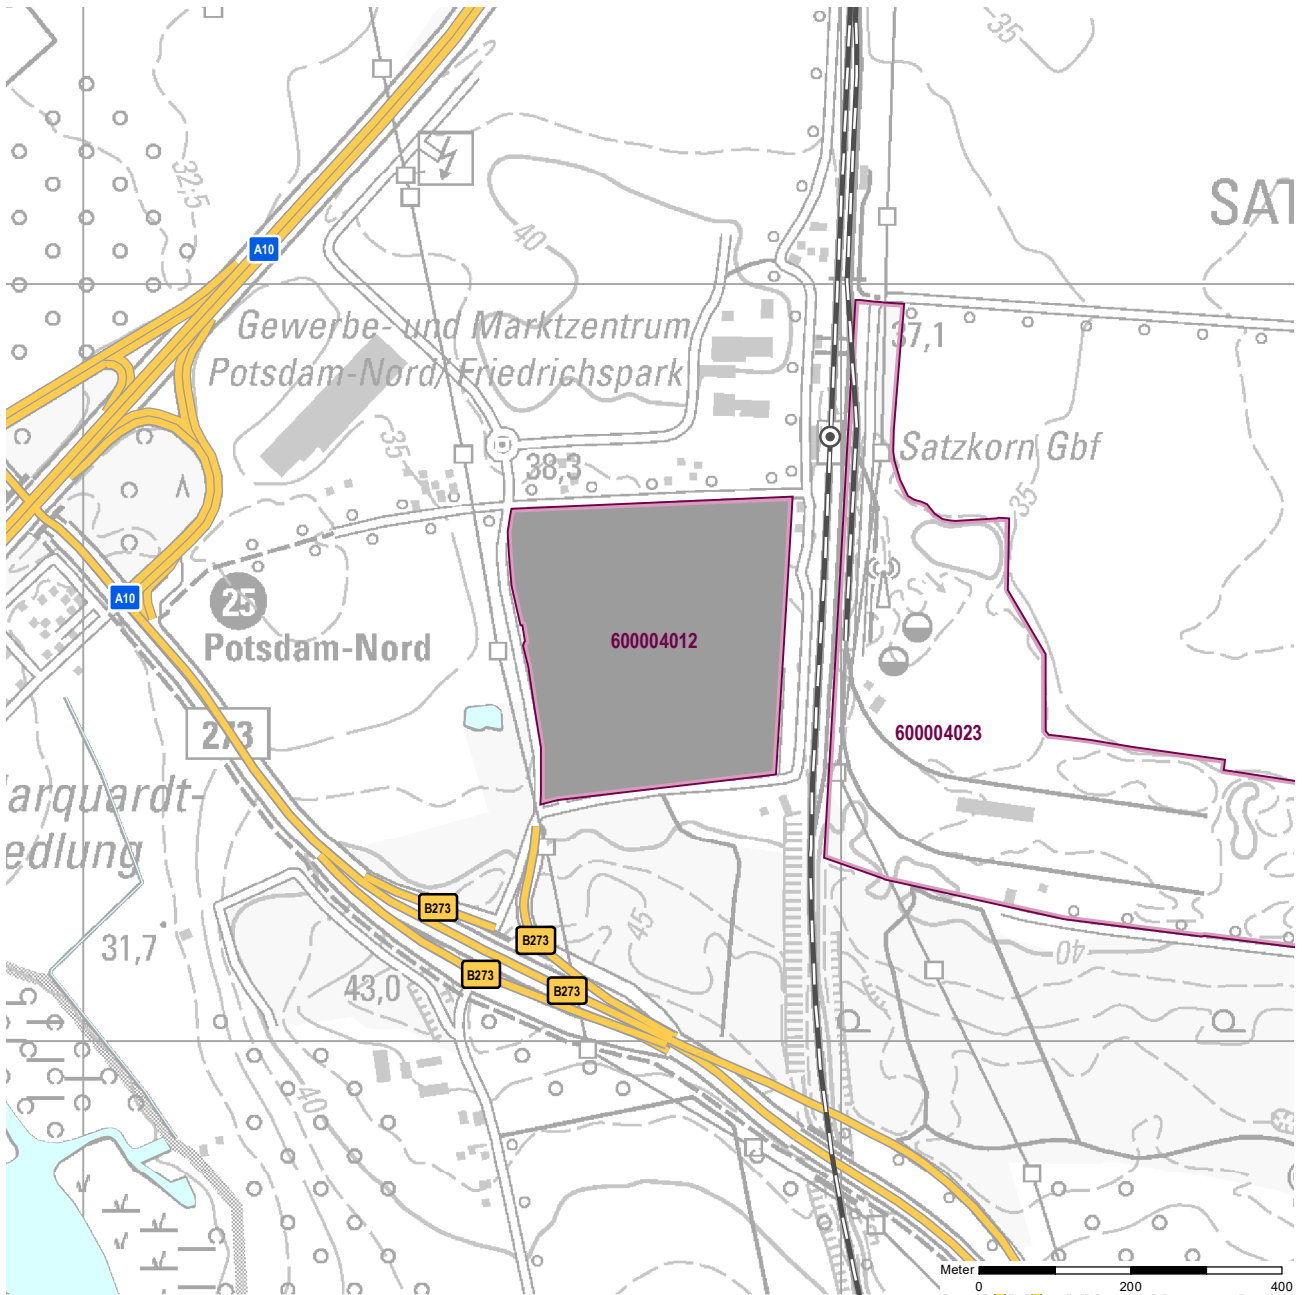 35
32,5
SAT
A10
40
Gewerbe- und Marktzentrum
Potsdam-Nord/Friedrichspark
37,1
35
38,3
Satzkorn Gbf
35
A10
25
Potsdam-Nord
600004012
273
600004023
arquardt-
edlung
31,7
43,0
B273
B273
B273
B273
45
40
40
Meter
0
200
400